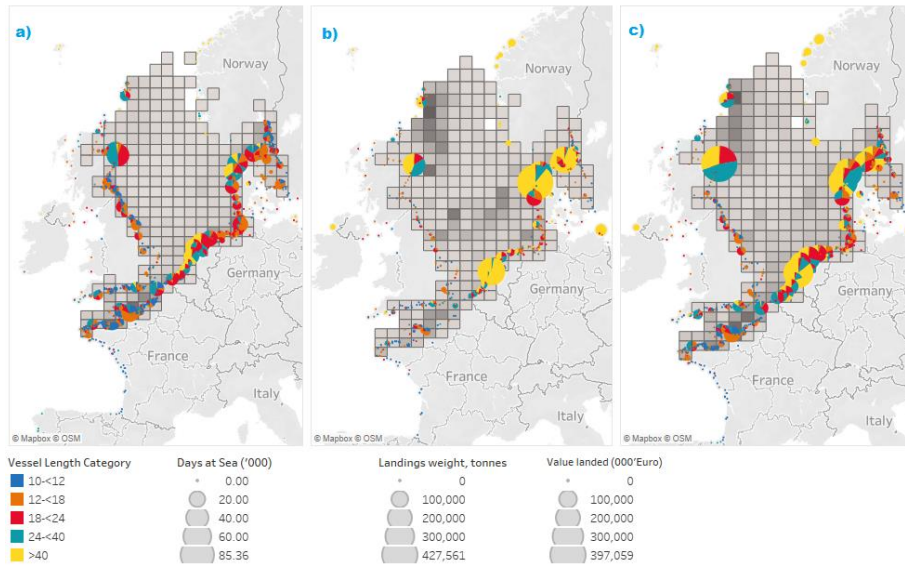 a)
Norway
Germany
France
Italy
© Mapbox © OSM
b)
Norway
Germany
France
Italy
© Mapbox © OSM
c)
Norway
Germany
France
Italy
© Mapbox © OSM
Vessel Length Category
10-<12
12-<18
18-<24
24-<40
>40
Days at Sea ('000)
0.00
20.00
40.00
60.00
85.36
Landings weight, tonnes
0
100,000
200,000
300,000
427,561
Value landed (000'Euro)
0
100,000
200,000
300,000
397,059